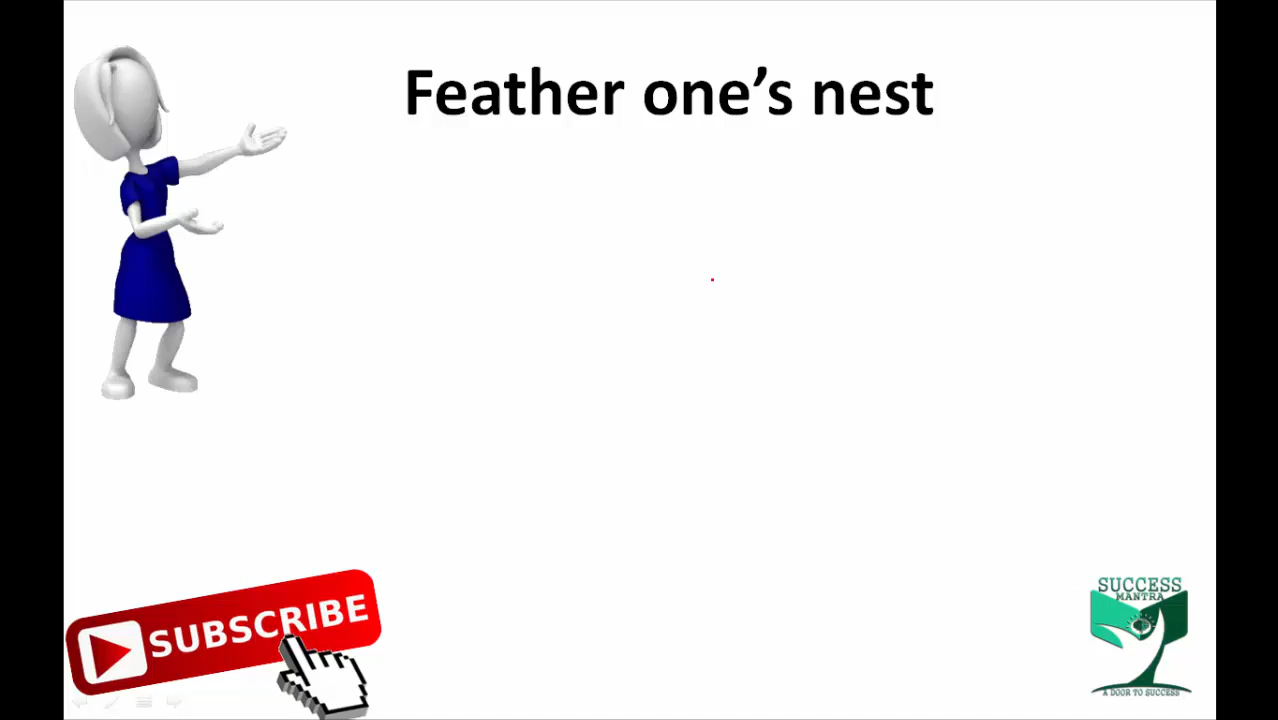 Feather one’s nest
SUBSCRIBE
SUCCESS
MANTRA
A DOOR TO SUCCESS